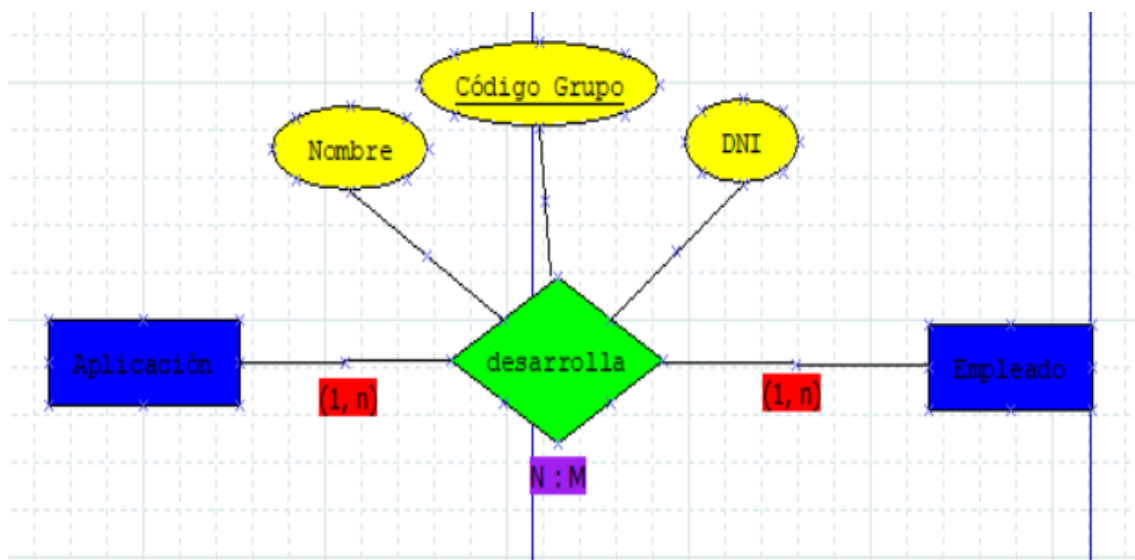 Código Grupo
Nombre
DNI
Aplicación
desarrolla
Empleado
(1,n)
(1,n)
N:M